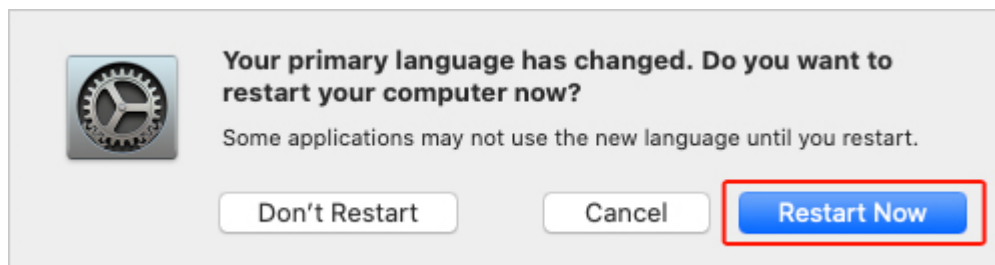 Your primary language has changed. Do you want to
restart your computer now?
Some applications may not use the new language until you restart.
Don't Restart
Cancel
Restart Now